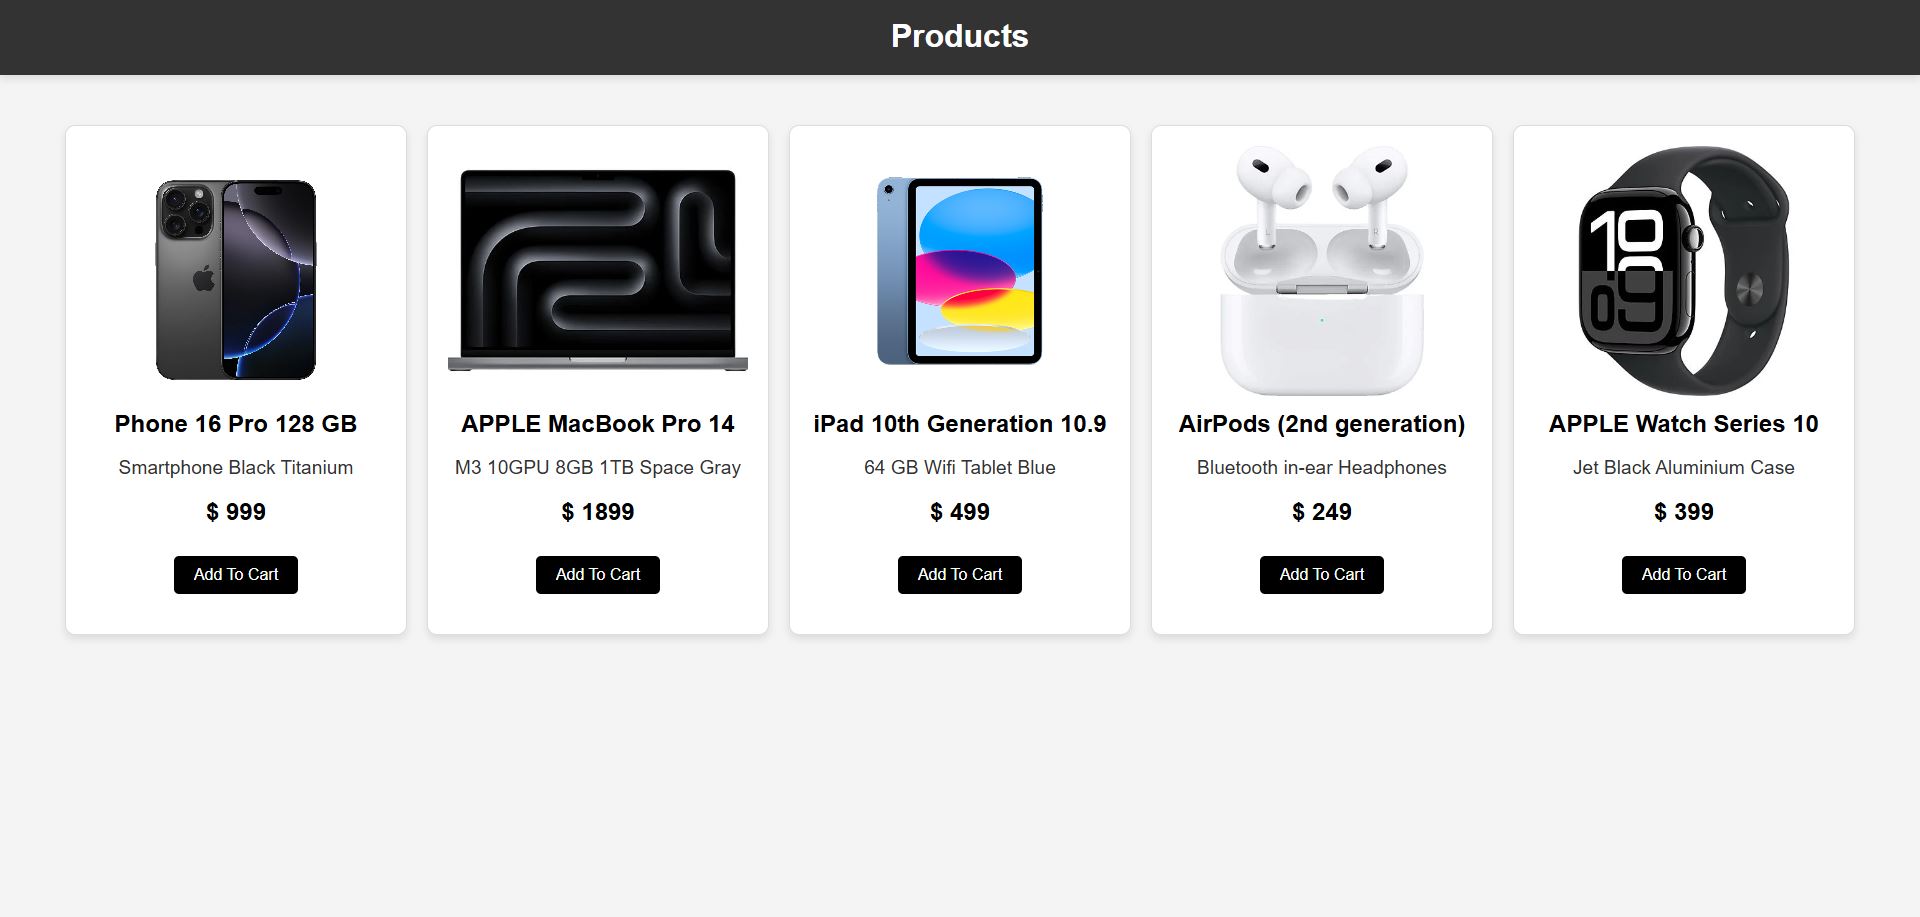 Products
Phone 16 Pro 128 GB
Smartphone Black Titanium
$ 999
Add To Cart
APPLE MacBook Pro 14
M3 10GPU 8GB 1TB Space Gray
$ 1899
Add To Cart
iPad 10th Generation 10.9
64 GB Wifi Tablet Blue
$ 499
Add To Cart
L
R
AirPods (2nd generation)
Bluetooth in-ear Headphones
$ 249
Add To Cart
10
09
APPLE Watch Series 10
Jet Black Aluminium Case
$ 399
Add To Cart